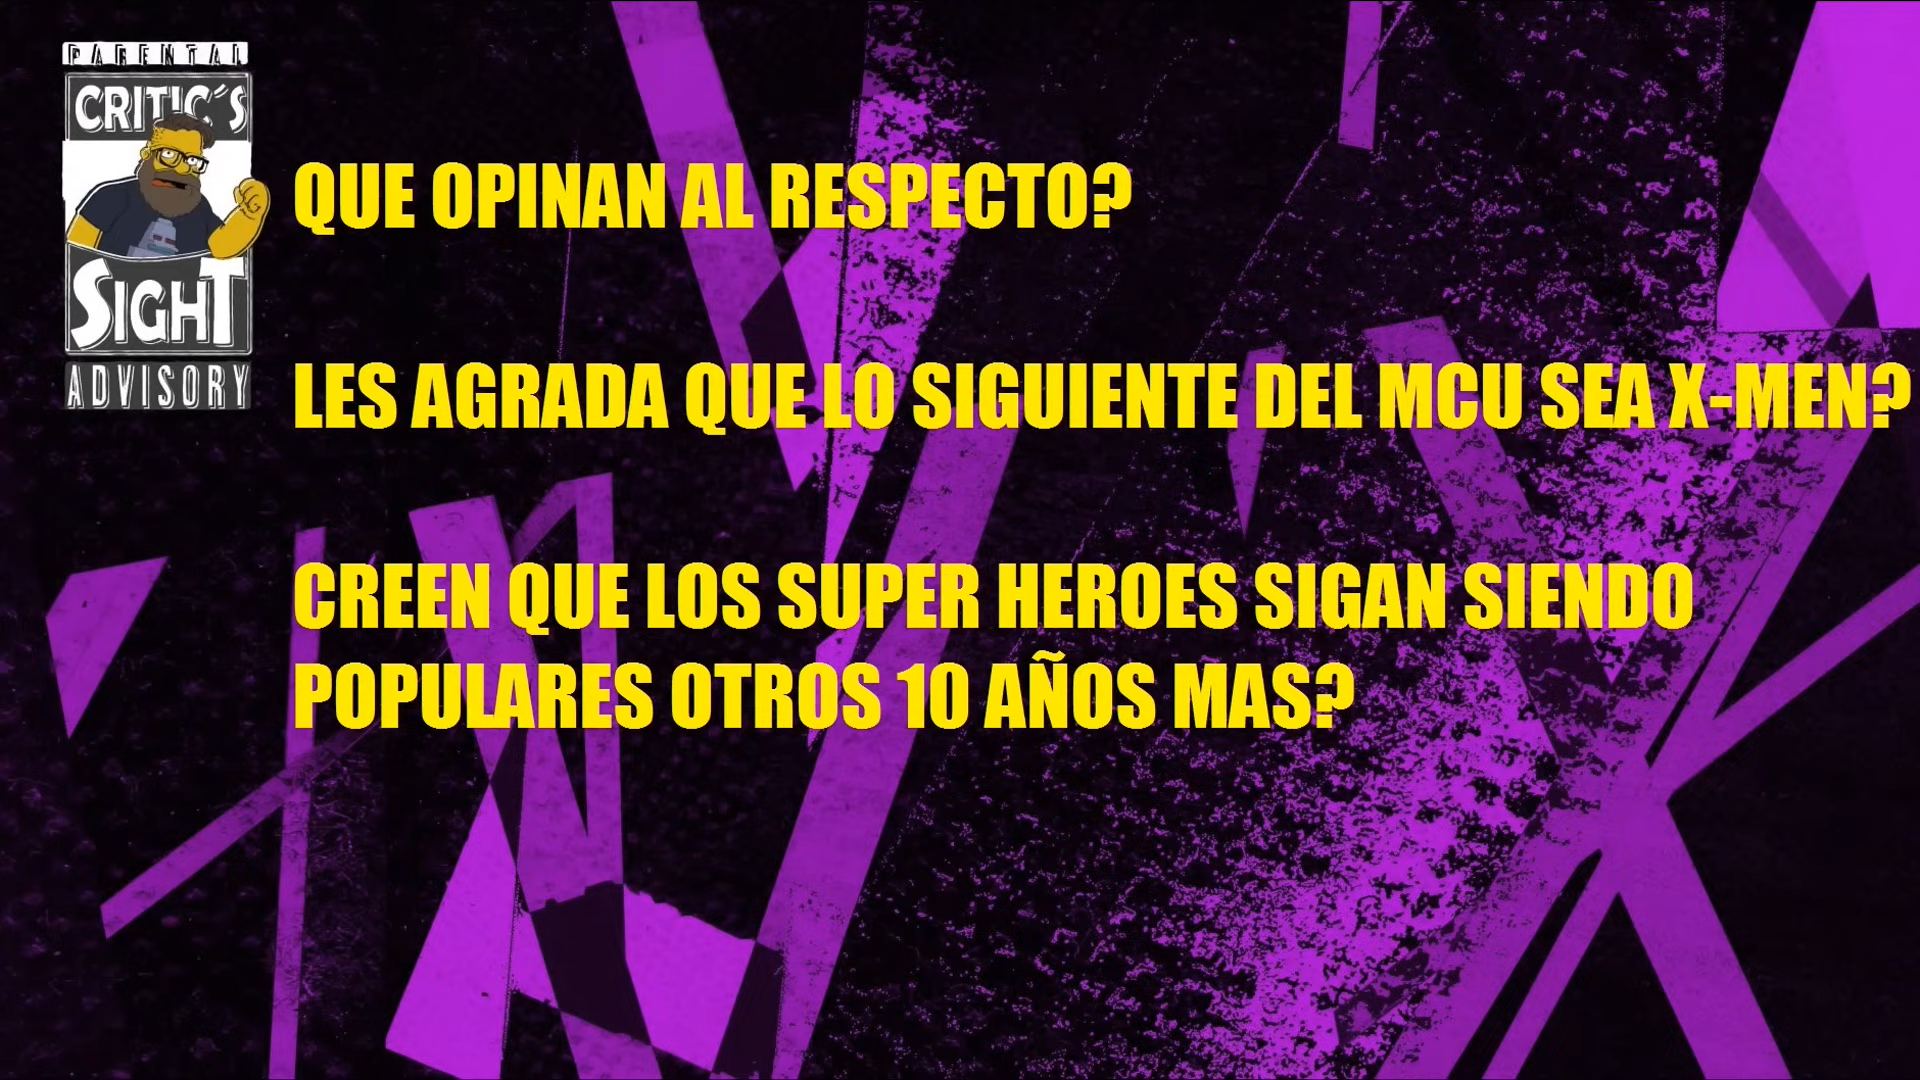 PARENTAL
CRITIC´S
SIGHT
ADVISORY
QUE OPINAN AL RESPECTO?
LES AGRADA QUE LO SIGUIENTE DEL MCU SEA X-MEN?
CREEN QUE LOS SUPER HEROES SIGAN SIENDO
POPULARES OTROS 10 AÑOS MAS?